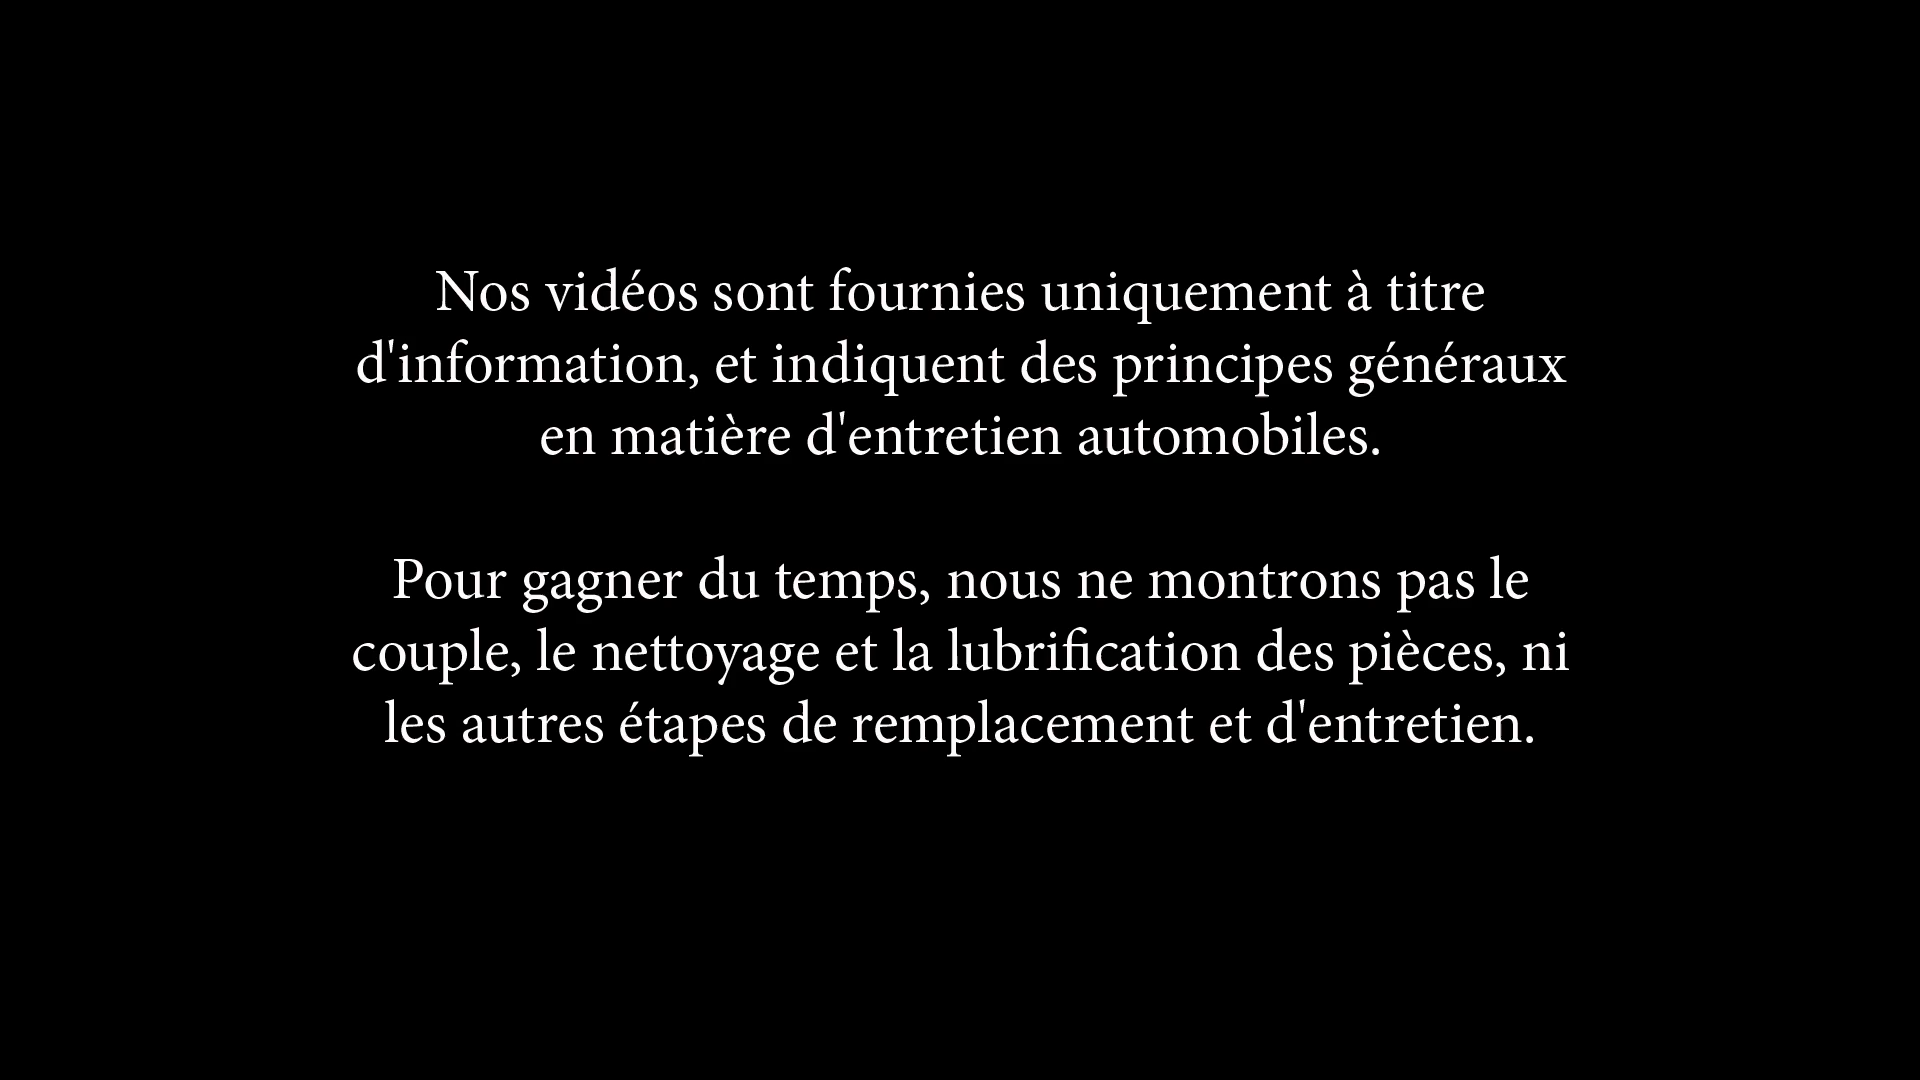 Nos vidéos sont fournies uniquement à titre
d'information, et indiquent des principes généraux
en matière d'entretien automobiles.
Pour gagner du temps, nous ne montrons pas le
couple, le nettoyage et la lubrification des pièces, ni
les autres étapes de remplacement et d'entretien.